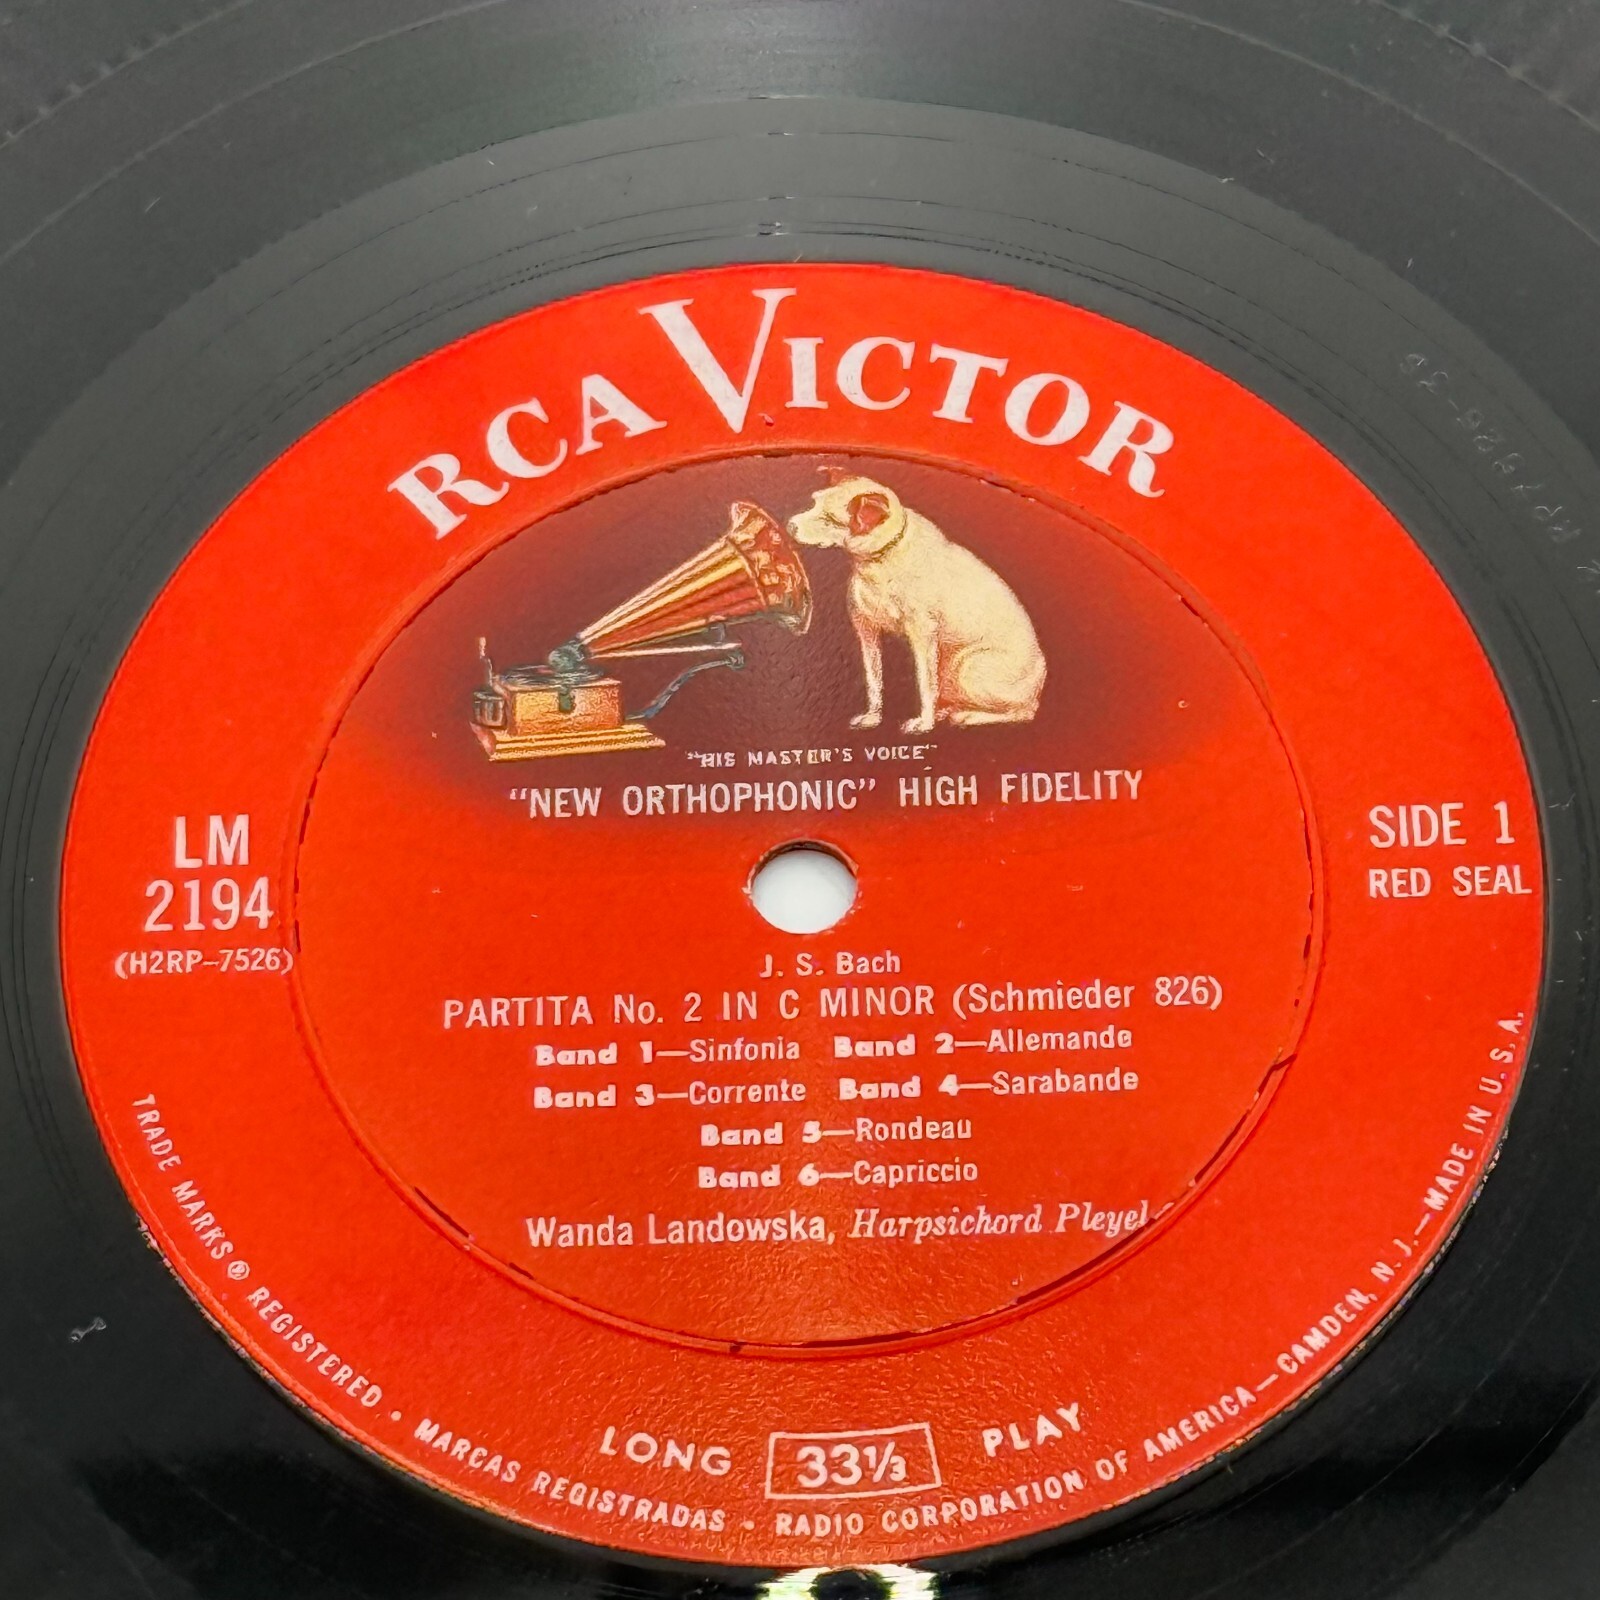 RCA VICTOR
"HIS MASTER'S VOICE"
"NEW ORTHOPHONIC" HIGH FIDELITY
LM
2194
(H2RP-7526)
SIDE 1
RED SEAL
J. S. Bach
PARTITA No. 2 IN C MINOR (Schmieder 826)
Band 1—Sinfonia Band 2—Allemande
Band 3—Corrente Band 4—Sarabande
Band 5—Rondeau
Band 6—Capriccio
Wanda Landowska, Harpsichord Pleyel
LONG 33⅓ PLAY
TRADE MARKS ® REGISTERED • MARCAS REGISTRADAS • RADIO CORPORATION OF AMERICA—CAMDEN, N. J.—MADE IN U.S.A.